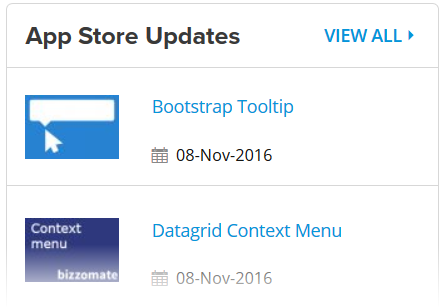 App Store Updates
VIEW ALL
Bootstrap Tooltip
08-Nov-2016
Context
menu
bizzomate
Datagrid Context Menu
08-Nov-2016